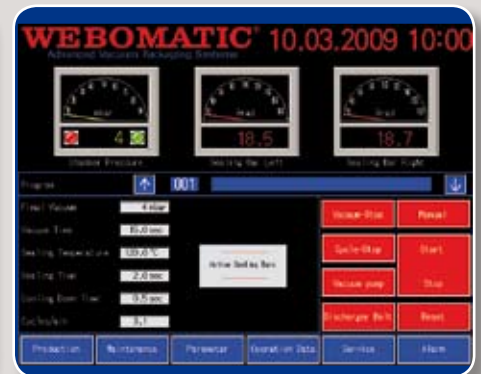 WEBOMATIC® 10.03.2009 10:00
Advanced Vacuum Packaging Systems
mbar
4
18.5
18.7
Chamber Pressure
Sealing Bar Left
Sealing Bar Right
Program
001
Final Vacuum 4 mbar
Vacuum Time 15.0 sec
Sealing Temperature
Sealing Time 2.0 sec
Cooling Down Time 0.5 sec
Cycles/min 3,1
Active Sealing Bars
Vacuum-Stop
Manual
Cycle-Stop
Start
Vacuum pump
Stop
Discharger Belt
Reset
Production
Maintenance
Parameter
Operation Data
Service
Alarm